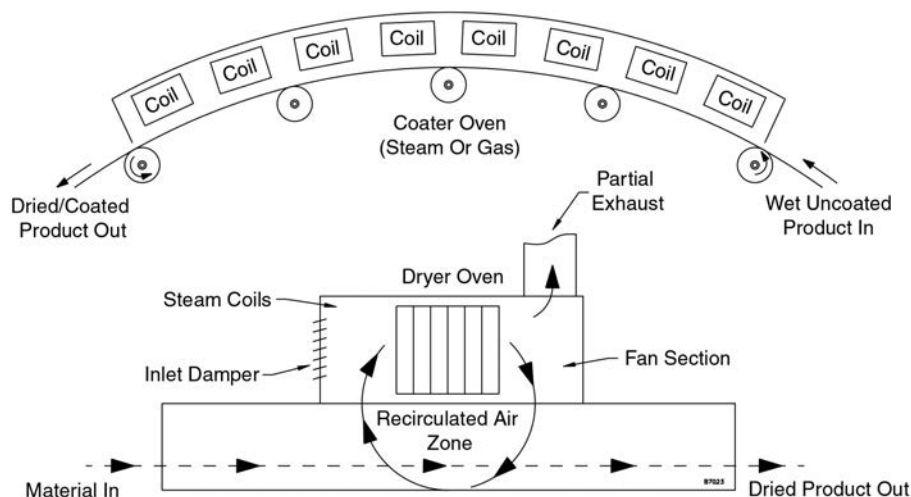 Coil
Coil
Coil
Coil
Coil
Coil
Coil
Coil
Coater Oven
(Steam Or Gas)
Dried/Coated
Product Out
Wet Uncoated
Product In
Partial
Exhaust
Dryer Oven
Steam Coils
Inlet Damper
Fan Section
Recirculated Air
Zone
Material In
B7023
Dried Product Out